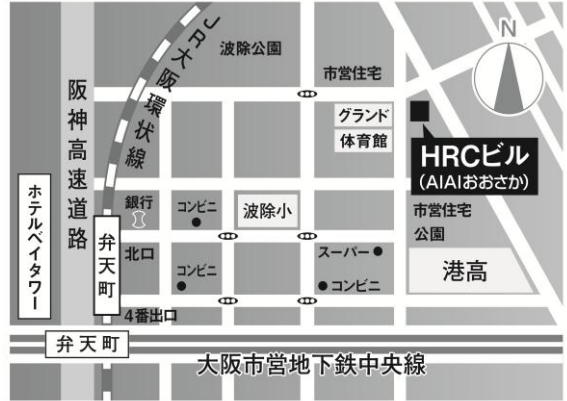 JR大阪環状線
波除公園
市営住宅
N
阪神高速道路
グランド
体育館
HRCビル
(AIAIおおさか)
ホテルベイタワー
銀行
コンビニ
波除小
市営住宅
公園
弁天町
北口
スーパー
港高
コンビニ
コンビニ
4番出口
弁天町
大阪市営地下鉄中央線